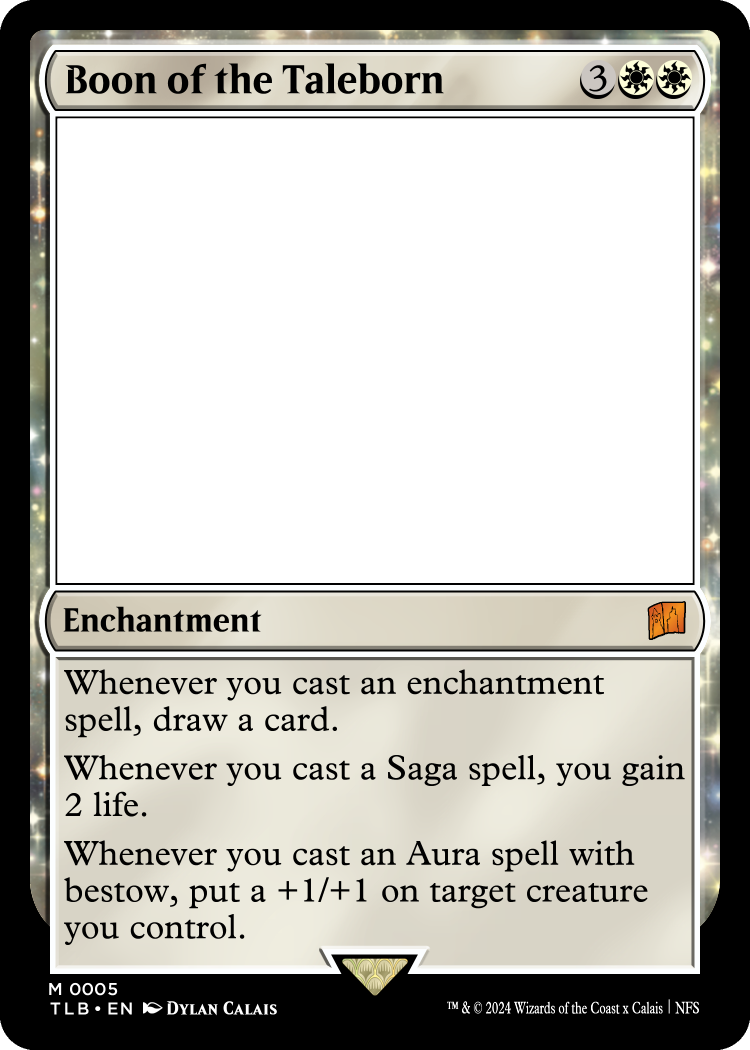 Boon of the Taleborn 3
Enchantment
Whenever you cast an enchantment
spell, draw a card.
Whenever you cast a Saga spell, you gain
2 life.
Whenever you cast an Aura spell with
bestow, put a +1/+1 on target creature
you control.
M 0005
TLB • EN Dylan Calais
™ & © 2024 Wizards of the Coast x Calais | NFS